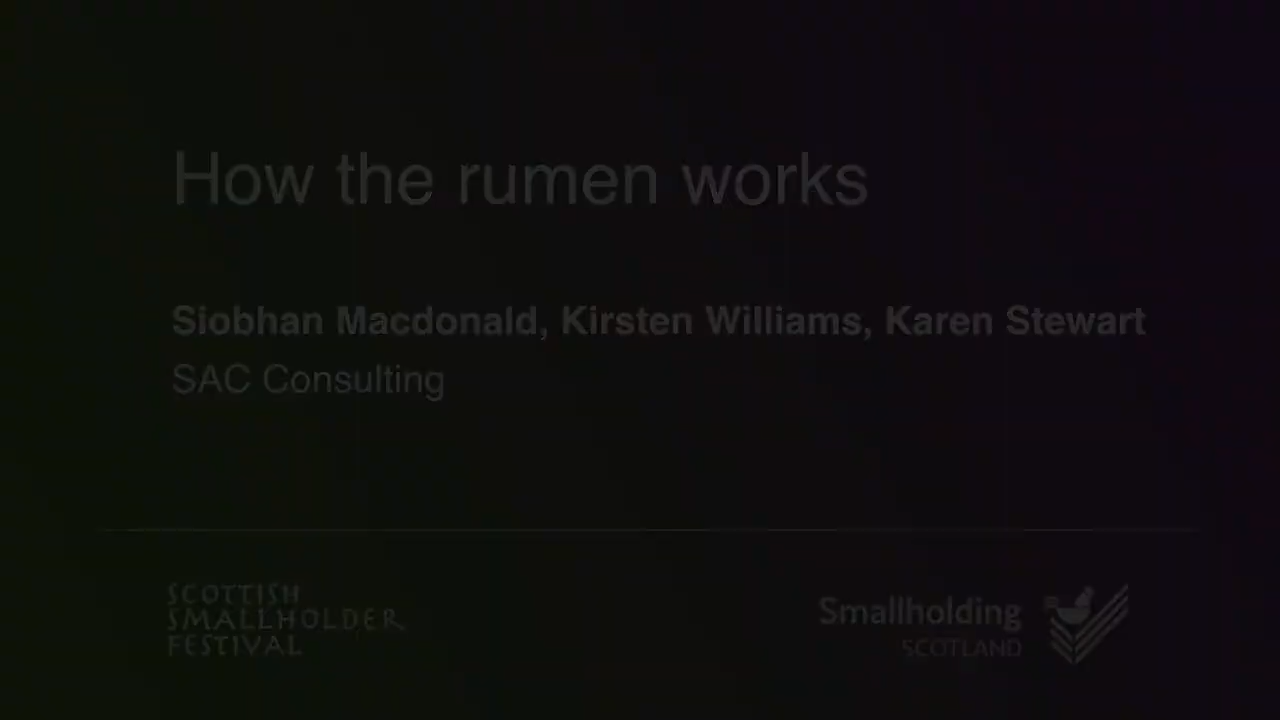 How the rumen works
Siobhan Macdonald, Kirsten Williams, Karen Stewart
SAC Consulting
SCOTTISH
SMALLHOLDER
FESTIVAL
Smallholding
SCOTLAND